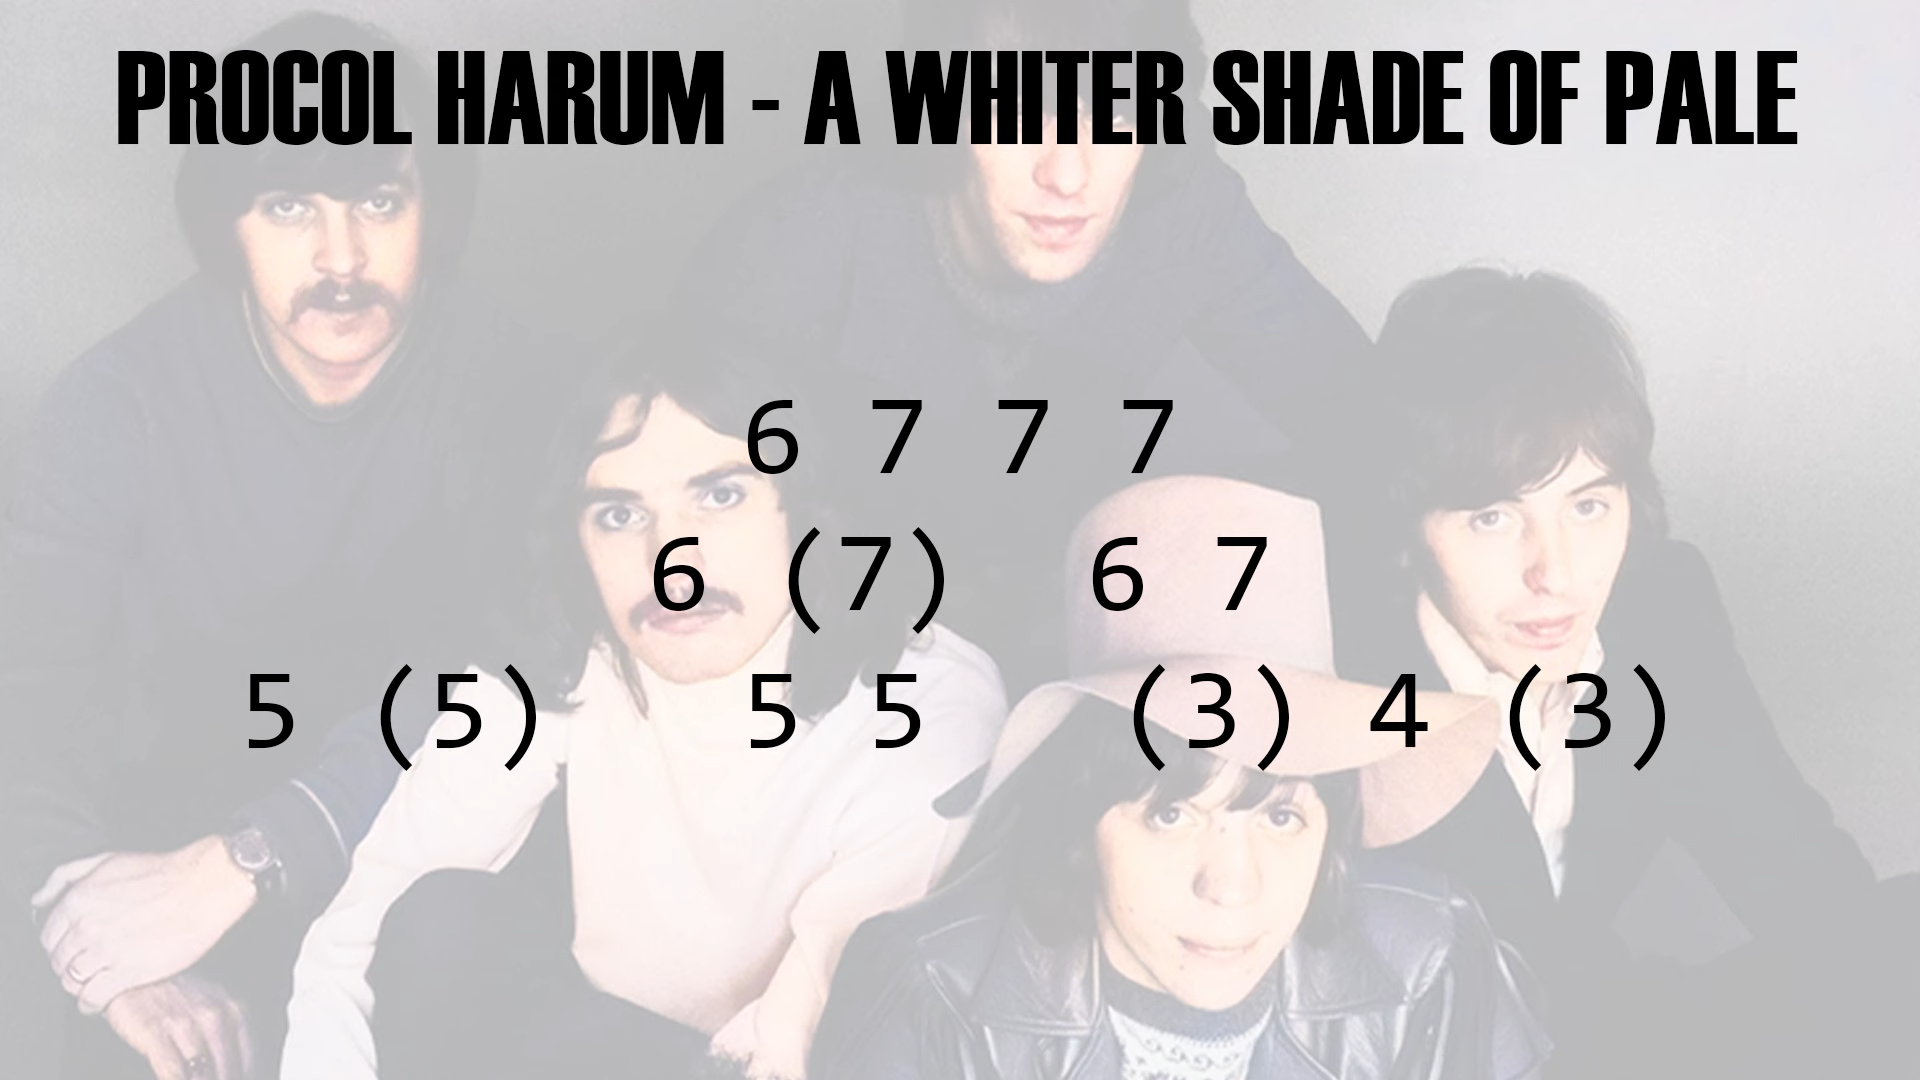 PROCOL HARUM - A WHITER SHADE OF PALE
6 7 7 7
6 (7) 6 7
5 (5) 5 5 (3) 4 (3)